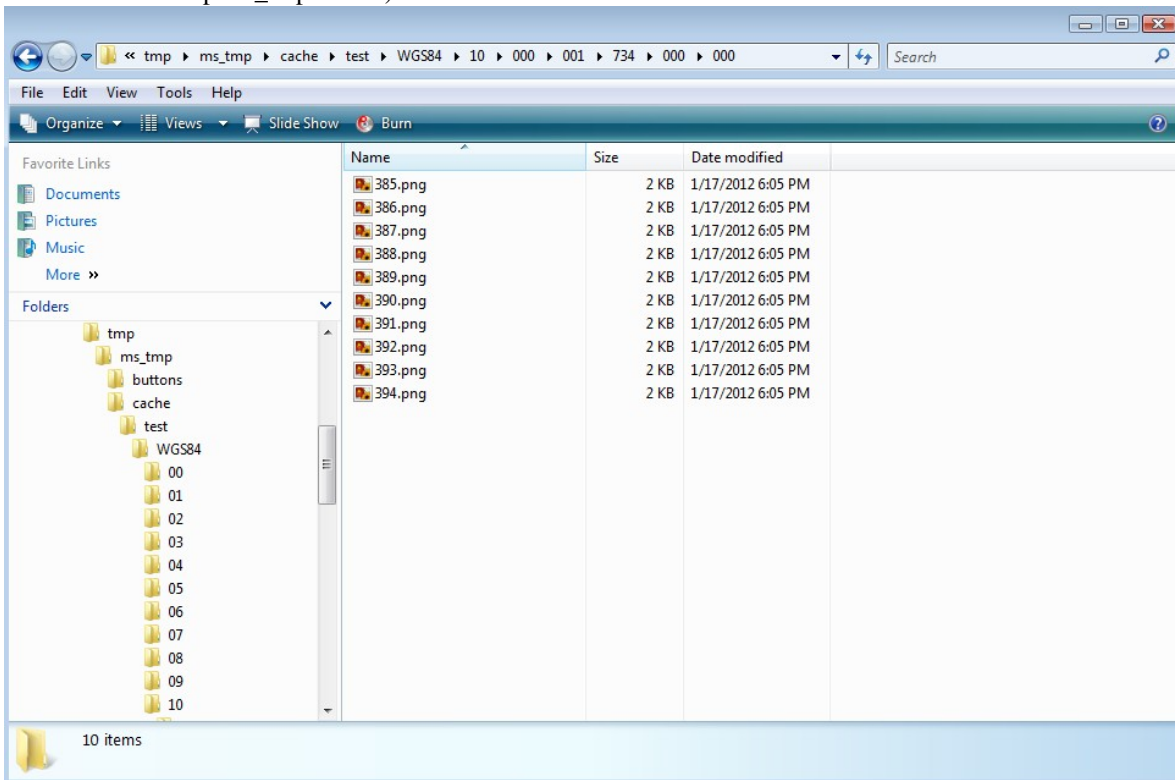 « tmp ▸ ms_tmp ▸ cache ▸ test ▸ WGS84 ▸ 10 ▸ 000 ▸ 001 ▸ 734 ▸ 000 ▸ 000
Search
File Edit View Tools Help
Organize Views Slide Show Burn
Favorite Links
Documents
Pictures
Music
More »
Folders
tmp
ms_tmp
buttons
cache
test
WGS84
00
01
02
03
04
05
06
07
08
09
10
Name Size Date modified
385.png 2 KB 1/17/2012 6:05 PM
386.png 2 KB 1/17/2012 6:05 PM
387.png 2 KB 1/17/2012 6:05 PM
388.png 2 KB 1/17/2012 6:05 PM
389.png 2 KB 1/17/2012 6:05 PM
390.png 2 KB 1/17/2012 6:05 PM
391.png 2 KB 1/17/2012 6:05 PM
392.png 2 KB 1/17/2012 6:05 PM
393.png 2 KB 1/17/2012 6:05 PM
394.png 2 KB 1/17/2012 6:05 PM
10 items